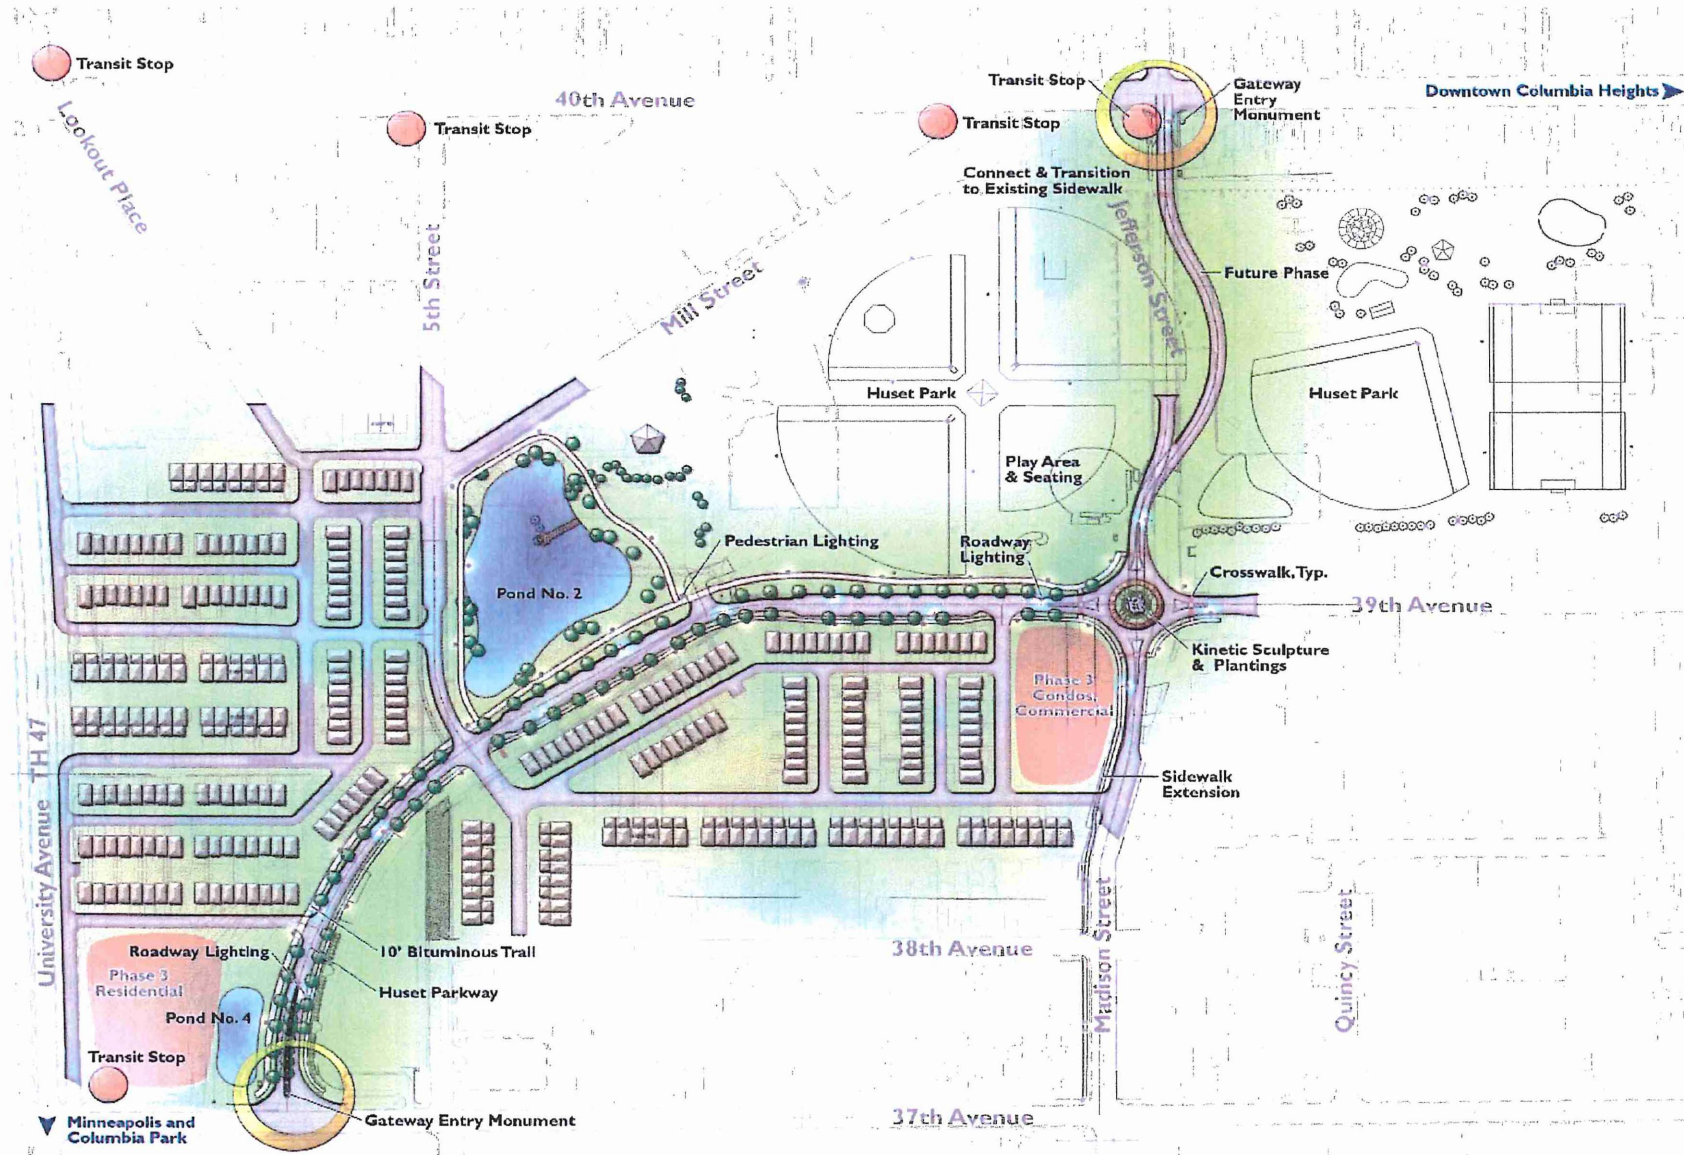 Transit Stop
Lookout Place
40th Avenue
Transit Stop
Transit Stop
Transit Stop
Gateway
Entry
Monument
Downtown Columbia Heights
Connect & Transition
to Existing Sidewalk
Jefferson Street
Future Phase
5th Street
Mill Street
Huset Park
Huset Park
Play Area
& Seating
Pedestrian Lighting
Roadway
Lighting
Crosswalk, Typ.
Pond No. 2
39th Avenue
Kinetic Sculpture
& Plantings
Phase 3
Condos,
Commercial
Sidewalk
Extension
University Avenue TH 47
Roadway Lighting
10' Bituminous Trail
38th Avenue
Madison Street
Quincy Street
Phase 3
Residential
Huset Parkway
Pond No. 4
Transit Stop
Minneapolis and
Columbia Park
Gateway Entry Monument
37th Avenue